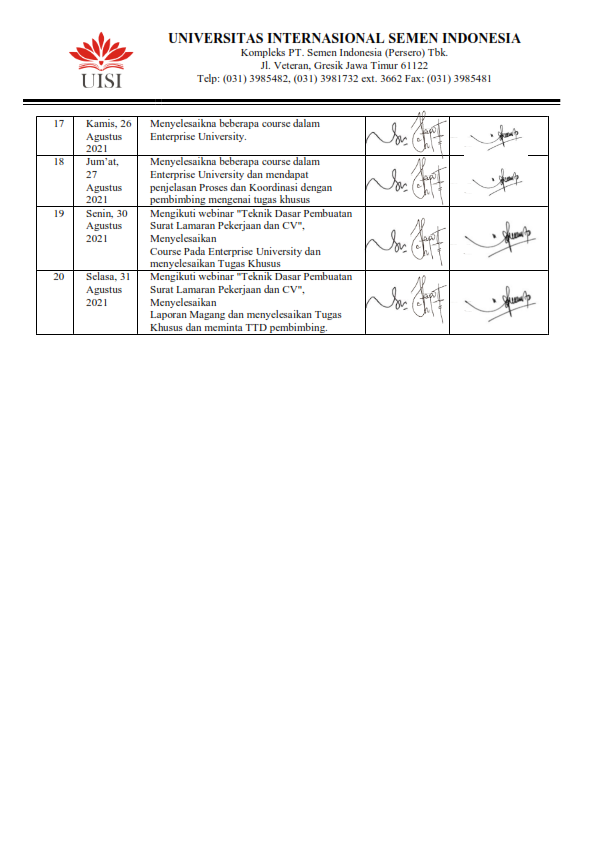 UISI
UNIVERSITAS INTERNASIONAL SEMEN INDONESIA
Kompleks PT. Semen Indonesia (Persero) Tbk.
Jl. Veteran, Gresik Jawa Timur 61122
Telp: (031) 3985482, (031) 3981732 ext. 3662 Fax: (031) 3985481
17
Kamis, 26
Agustus
2021
Menyelesaikna beberapa course dalam
Enterprise University.
18
Jum’at,
27
Agustus
2021
Menyelesaikna beberapa course dalam
Enterprise University dan mendapat
penjelasan Proses dan Koordinasi dengan
pembimbing mengenai tugas khusus
19
Senin, 30
Agustus
2021
Mengikuti webinar "Teknik Dasar Pembuatan
Surat Lamaran Pekerjaan dan CV",
Menyelesaikan
Course Pada Enterprise University dan
menyelesaikan Tugas Khusus
20
Selasa, 31
Agustus
2021
Mengikuti webinar "Teknik Dasar Pembuatan
Surat Lamaran Pekerjaan dan CV",
Menyelesaikan
Laporan Magang dan menyelesaikan Tugas
Khusus dan meminta TTD pembimbing.